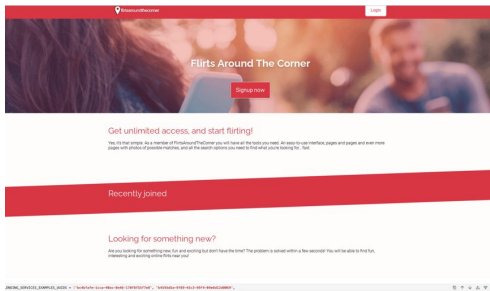 flirtsaroundthecorner
Login
Flirts Around The Corner
Signup now
Get unlimited access, and start flirting!
Yes, it's that simple. As a member of FlirtsAroundTheCorner you will have all the tools you need. An easy-to-use interface, pages and pages and even more
pages with photos of possible matches, and all the search options you need to find what you're looking for.. fast.
Recently joined
Looking for something new?
Are you looking for something new, fun and exciting but don't have the time? The problem is solved within a few seconds! You will be able to find fun,
interesting and exciting online flirts near you!